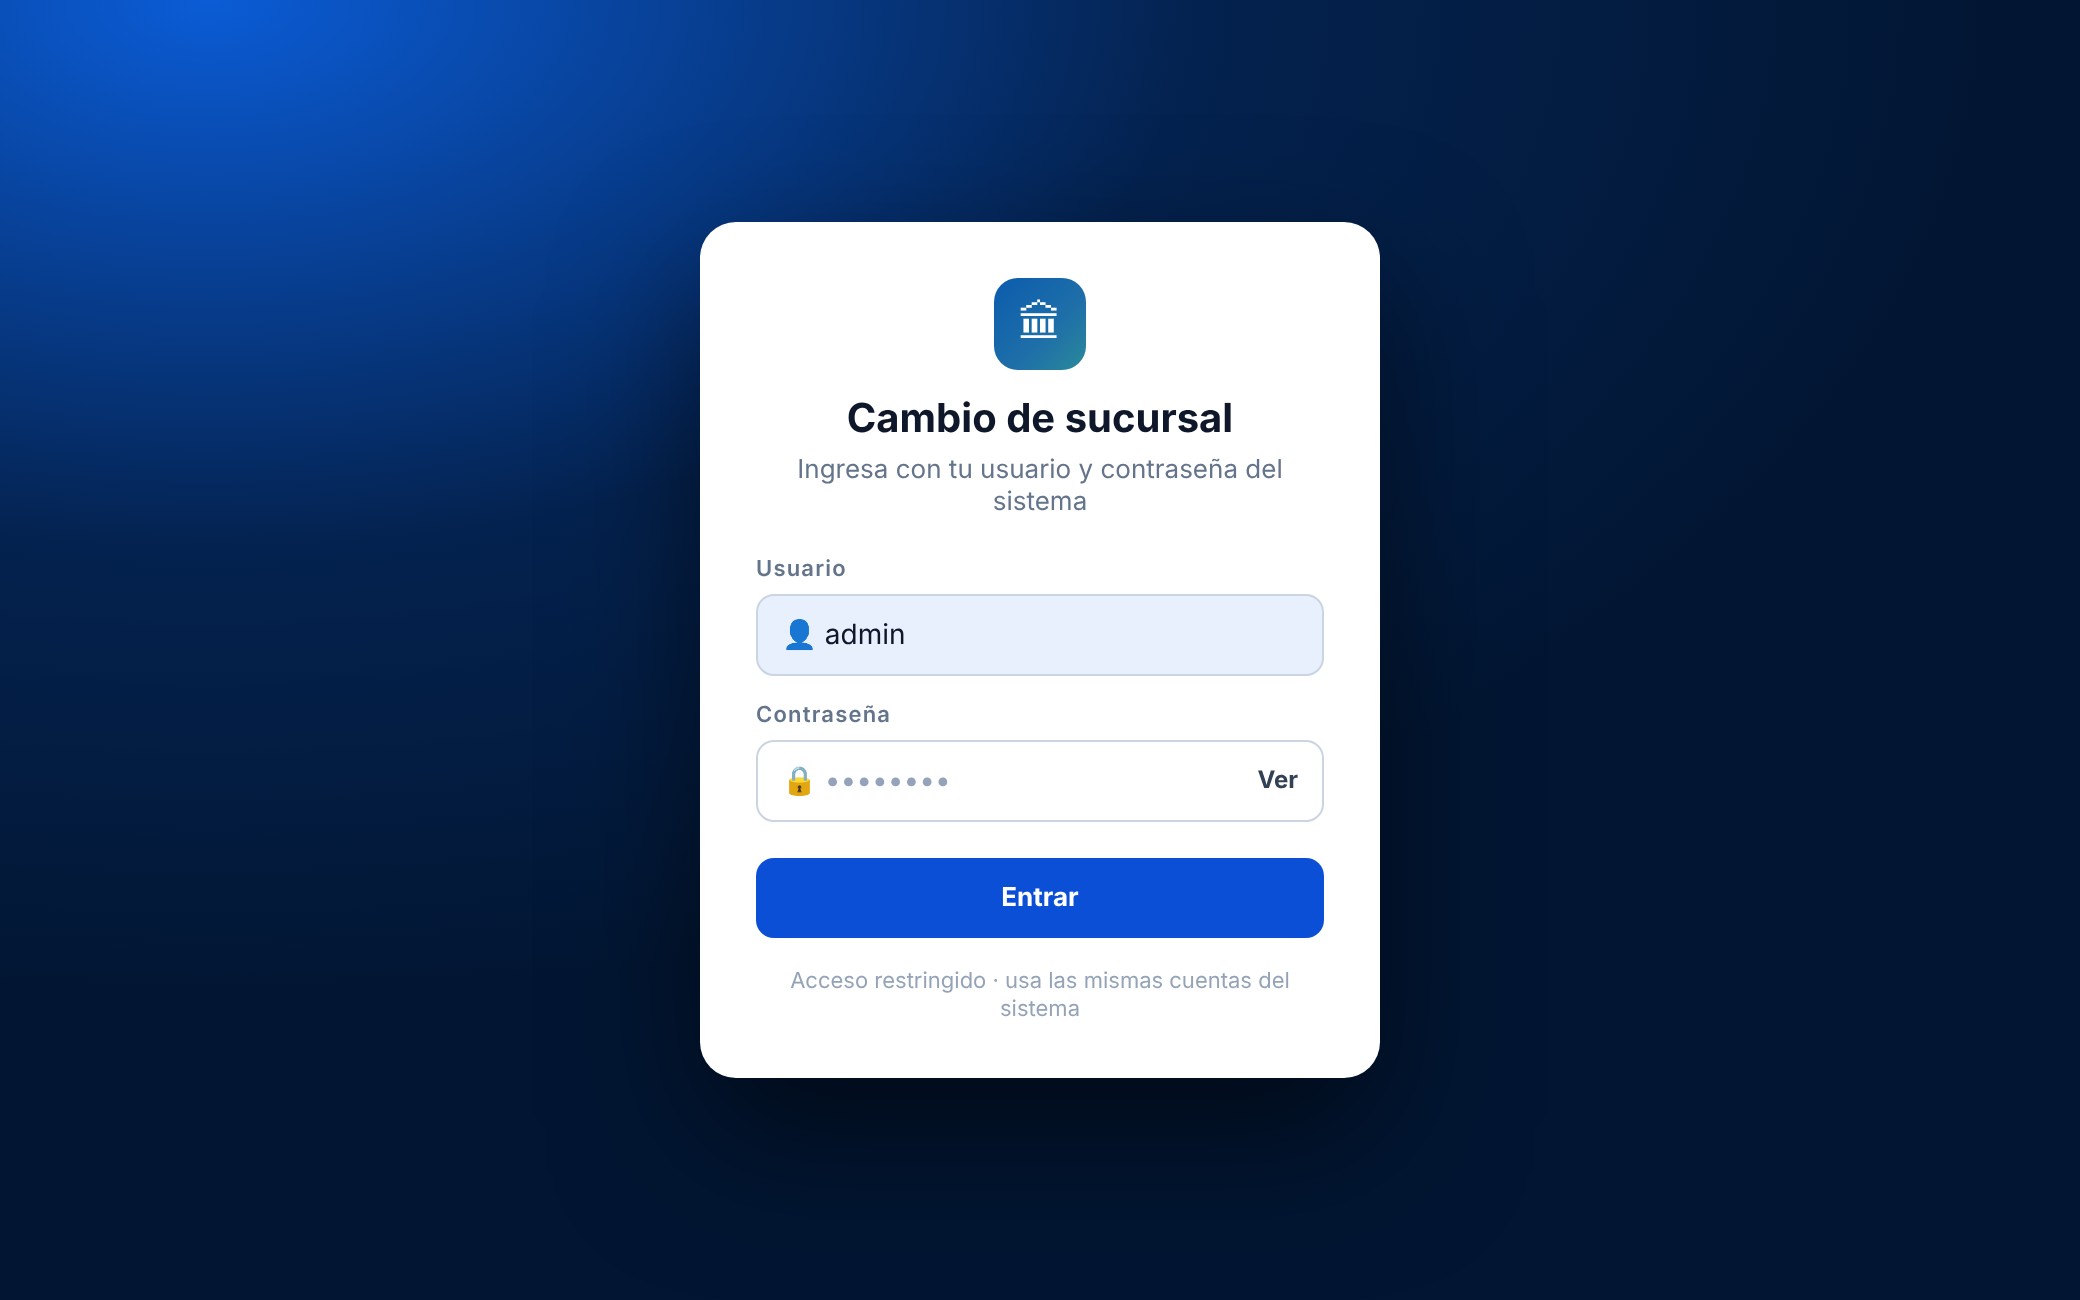 Cambio de sucursal
Ingresa con tu usuario y contraseña del
sistema
Usuario
admin
Contraseña
••••••••
Ver
Entrar
Acceso restringido · usa las mismas cuentas del
sistema